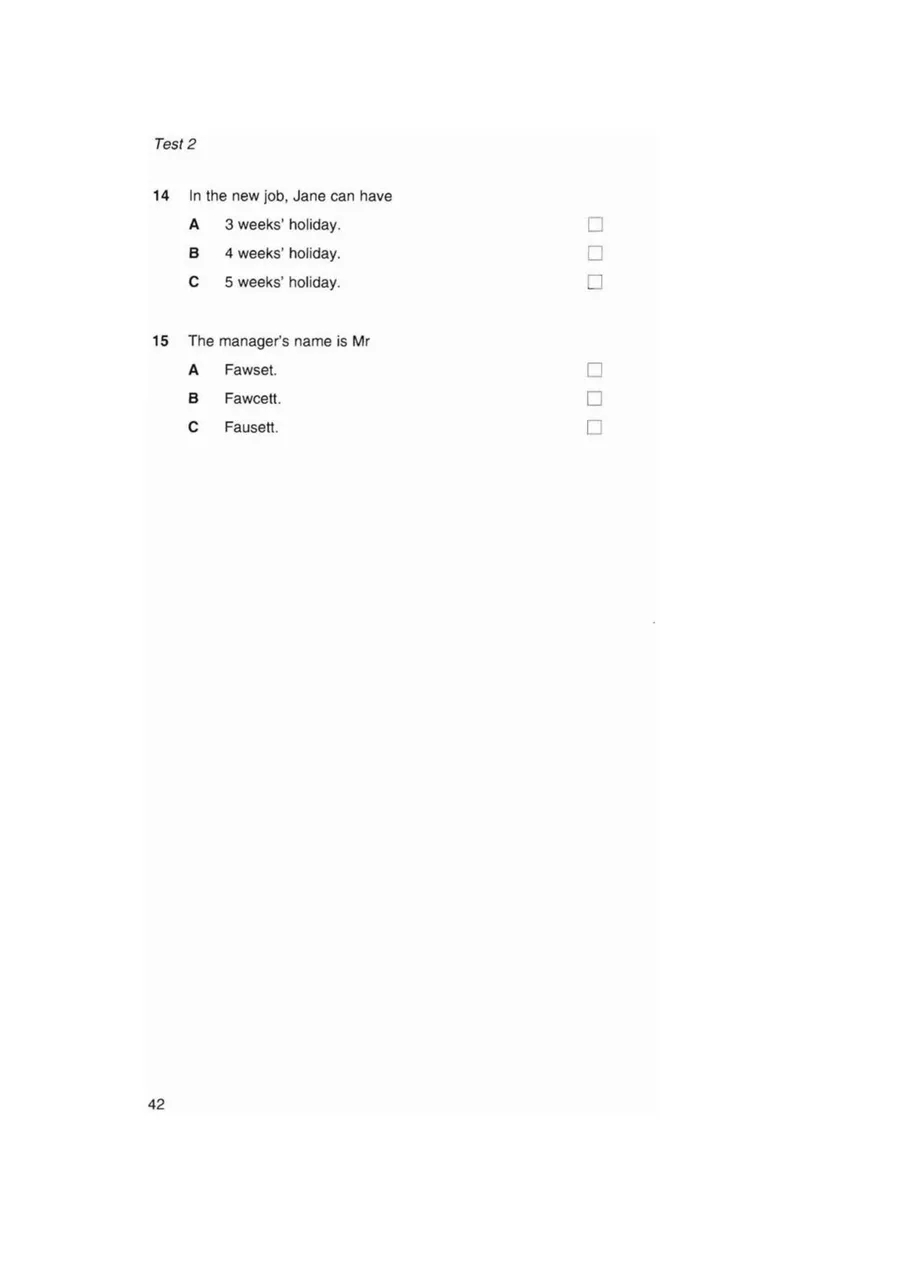 Test 2
14 In the new job, Jane can have
A 3 weeks' holiday.
B 4 weeks' holiday.
C 5 weeks' holiday.
15 The manager's name is Mr
A Fawset.
B Fawcett.
C Fausett.
42